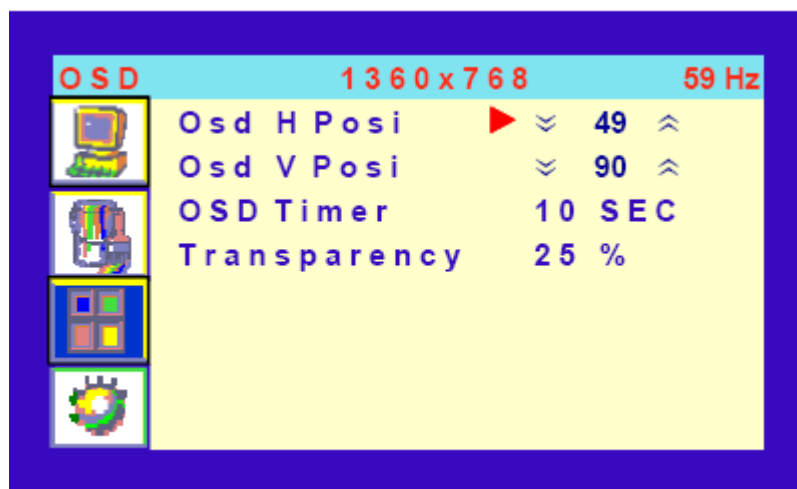 OSD 1360x768 59 Hz
Osd H Posi 49
Osd V Posi 90
OSD Timer 10 SEC
Transparency 25 %